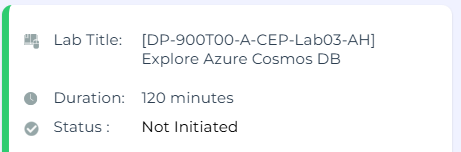 Lab Title: [DP-900T00-A-CEP-Lab03-AH]
Explore Azure Cosmos DB
Duration: 120 minutes
Status : Not Initiated